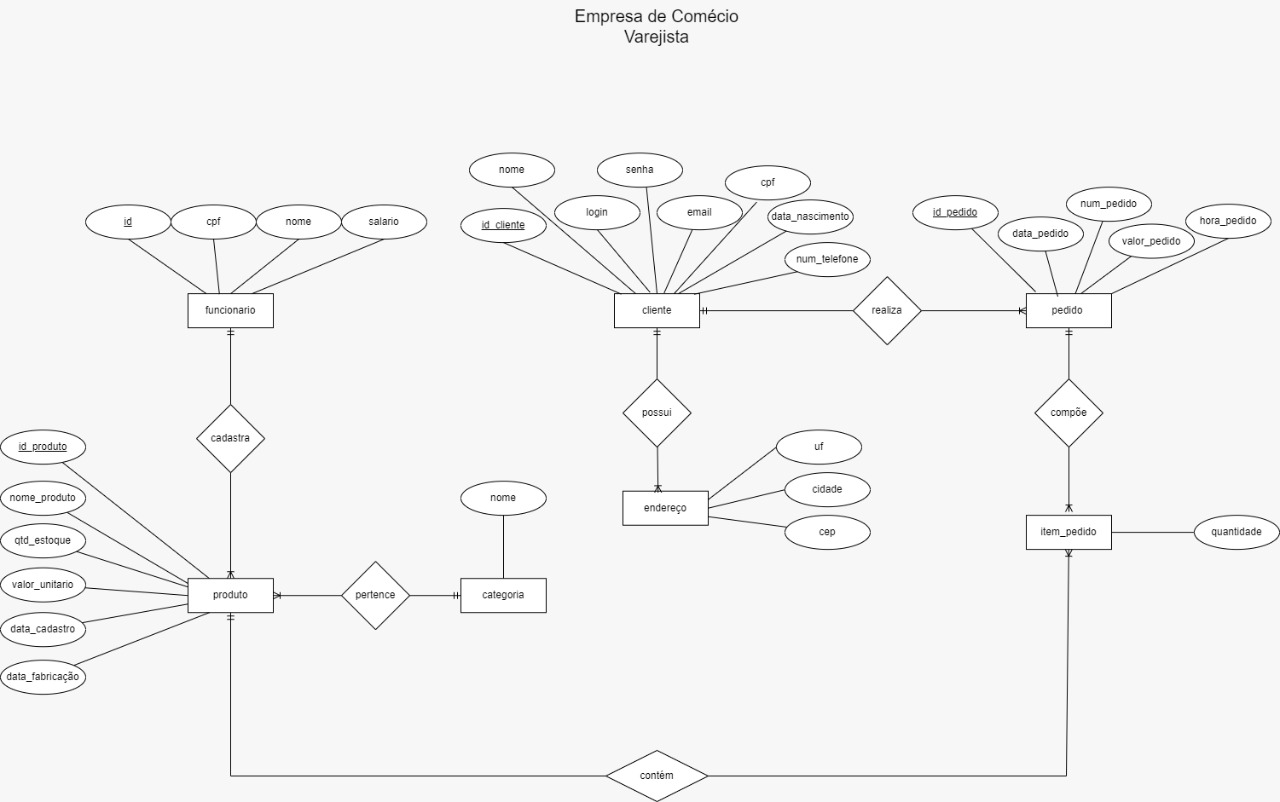 Empresa de Comécio
Varejista
nome
senha
cpf
id_cliente
login
email
data_nascimento
num_telefone
id
cpf
nome
salario
id_pedido
data_pedido
num_pedido
valor_pedido
hora_pedido
funcionario
cliente
realiza
pedido
cadastra
possui
compõe
id_produto
nome_produto
qtd_estoque
valor_unitario
data_cadastro
data_fabricação
nome
uf
cidade
cep
endereço
item_pedido
quantidade
produto
pertence
categoria
contèm